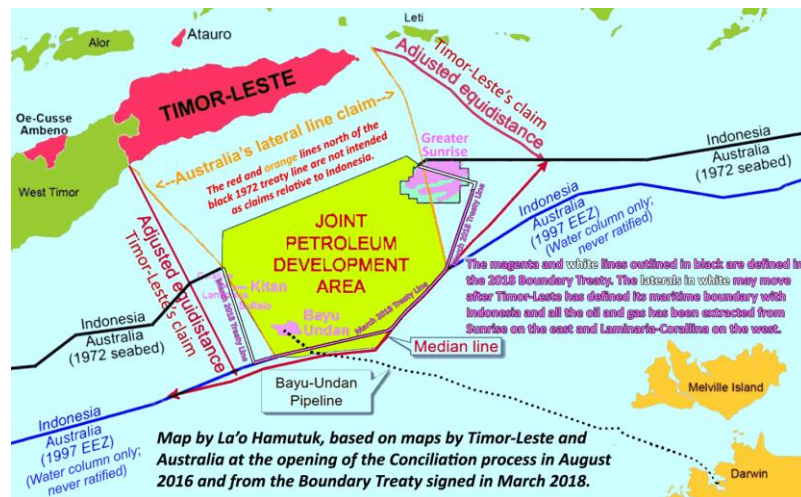 Alor
Atauro
Leti
TIMOR-LESTE
Oe-Cusse
Ambeno
West Timor
<--Australia's lateral line claim-->
The red and orange lines north of the
black 1972 treaty line are not intended
as claims relative to Indonesia.
Timor-Leste's claim
Adjusted equidistance
Greater
Sunrise
Indonesia
Australia
(1972 seabed)
Indonesia
Australia
(1997 EEZ)
(Water column only;
never ratified)
JOINT
PETROLEUM
DEVELOPMENT
AREA
March 2018 Treaty Line
Adjusted equidistance
Timor-Leste's claim
March 2018 Treaty Line
Kitan
Bayu
Undan
March 2018 Treaty Line
The magenta and white lines outlined in black are defined in
the 2018 Boundary Treaty. The laterals in white may move
after Timor-Leste has defined its maritime boundary with
Indonesia and all the oil and gas has been extracted from
Sunrise on the east and Laminaria-Corallina on the west.
Indonesia
Australia
(1972 seabed)
Median line
Bayu-Undan
Pipeline
Indonesia
Australia
(1997 EEZ)
(Water column only;
never ratified)
Melville Island
Darwin
Map by La'o Hamutuk, based on maps by Timor-Leste and
Australia at the opening of the Conciliation process in August
2016 and from the Boundary Treaty signed in March 2018.